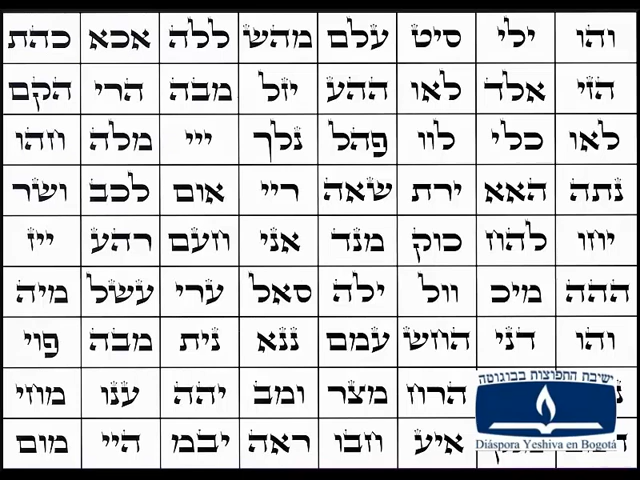 והו ילי סיט עלם מהש ללה אכא כהת
הזי אלד לאו ההע יזל מבה הרי הקם
לאו כלי לוו פהל נלך ייי מלה חהו
נתה האא ירת שאה ריי אום לכב ושר
יחו להח כוק מנד אני חעם רהע ייז
ההה מיכ וול ילה סאל ערי עשל מיה
והו דני החש עמם ננא נית מבה פוי
הרח מצר ומב יהה ענו מחי
איע חבו ראה יבמ היי מום
ישיבת התפוצות בבוגוטה
Diáspora Yeshiva en Bogotá